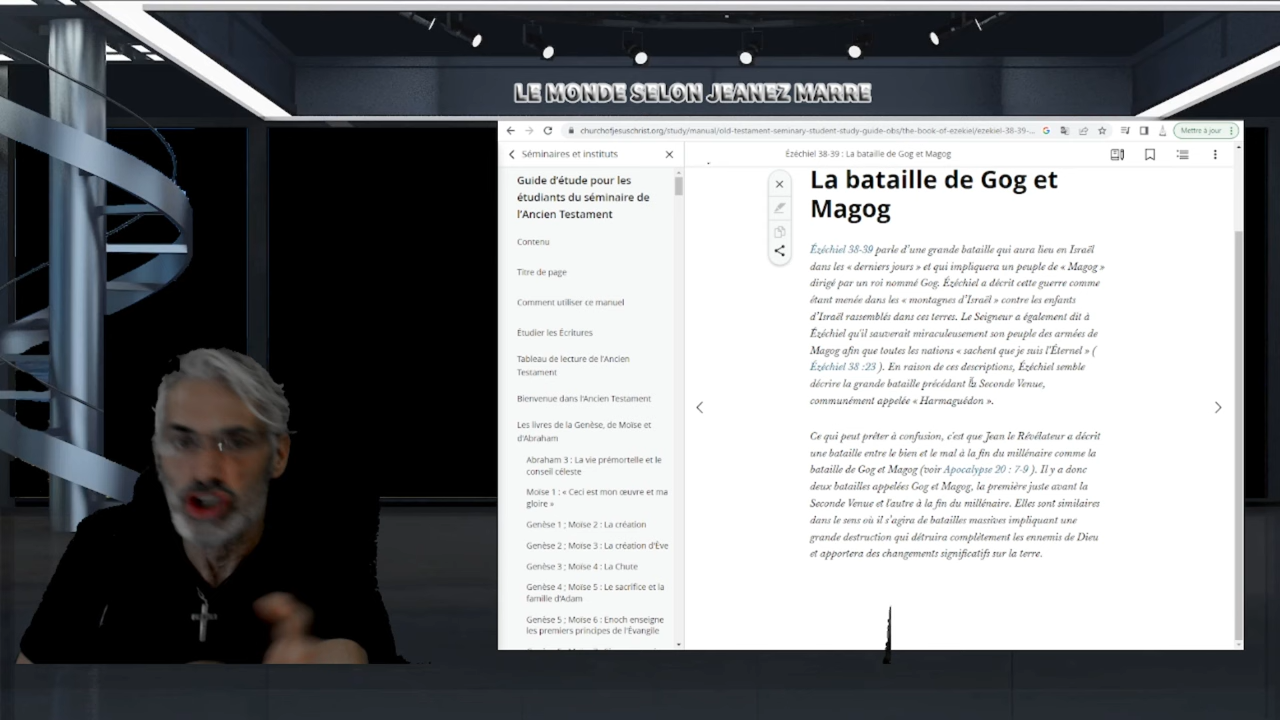 LE MONDE SELON JEANEZ MARRE
churchofjesuschrist.org/study/manual/old-testament-seminary-student-study-guide-obs/the-book-of-ezekiel/ezekiel-38-39-...
Mettre à jour
Séminaires et instituts
Ézéchiel 38-39 : La bataille de Gog et Magog
Guide d'étude pour les
étudiants du séminaire de
l'Ancien Testament
Contenu
Titre de page
Comment utiliser ce manuel
Étudier les Écritures
Tableau de lecture de l'Ancien
Testament
Bienvenue dans l'Ancien Testament
Les livres de la Genèse, de Moïse et
d'Abraham
Abraham 3 : La vie prémortelle et le
conseil céleste
Moïse 1 : « Ceci est mon œuvre et ma
gloire »
Genèse 1 ; Moïse 2 : La création
Genèse 2 ; Moïse 3 : La création d'Ève
Genèse 3 ; Moïse 4 : La Chute
Genèse 4 ; Moïse 5 : Le sacrifice et la
famille d'Adam
Genèse 5 ; Moïse 6 : Enoch enseigne
les premiers principes de l'Évangile
La bataille de Gog et
Magog
Ézéchiel 38-39 parle d'une grande bataille qui aura lieu en Israël
dans les « derniers jours » et qui impliquera un peuple de « Magog »
dirigé par un roi nommé Gog. Ézéchiel a décrit cette guerre comme
étant menée dans les « montagnes d'Israël » contre les enfants
d'Israël rassemblés dans ces terres. Le Seigneur a également dit à
Ézéchiel qu'il sauverait miraculeusement son peuple des armées de
Magog afin que toutes les nations « sachent que je suis l'Éternel » (
Ézéchiel 38 :23 ). En raison de ces descriptions, Ézéchiel semble
décrire la grande bataille précédant la Seconde Venue,
communément appelée « Harmaguédon ».
Ce qui peut prêter à confusion, c'est que Jean le Révélateur a décrit
une bataille entre le bien et le mal à la fin du millénaire comme la
bataille de Gog et Magog (voir Apocalypse 20 : 7-9 ). Il y a donc
deux batailles appelées Gog et Magog, la première juste avant la
Seconde Venue et l'autre à la fin du millénaire. Elles sont similaires
dans le sens où il s'agira de batailles massives impliquant une
grande destruction qui détruira complètement les ennemis de Dieu
et apportera des changements significatifs sur la terre.